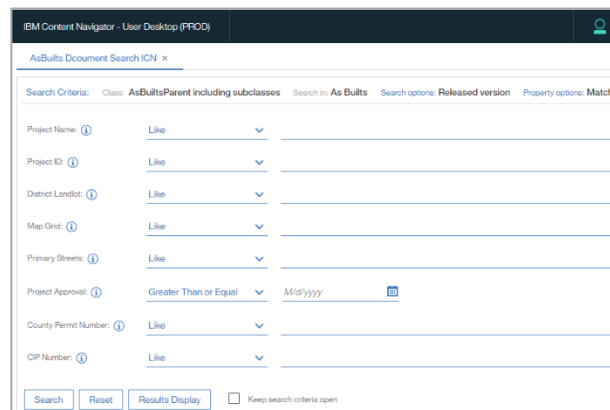 IBM Content Navigator - User Desktop (PROD)
AsBuilts Dcoument Search ICN ×
Search Criteria: Class: AsBuiltsParent including subclasses Search in: As Builts Search options: Released version Property options: Match
Project Name: Like
Project ID: Like
District Landlot: Like
Map Grid: Like
Primary Streets: Like
Project Approval: Greater Than or Equal M/d/yyyy
County Permit Number: Like
CIP Number: Like
Search Reset Results Display Keep search criteria open